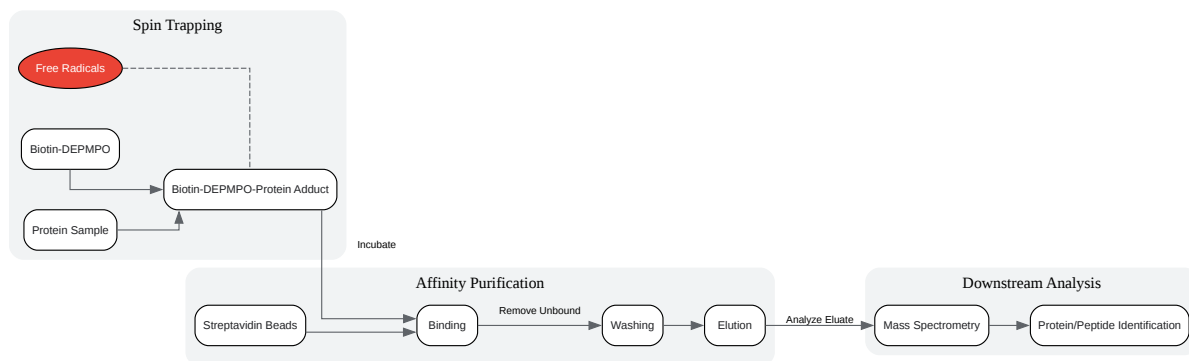 Spin Trapping
Free Radicals
Biotin-DEPMPO
Biotin-DEPMPO-Protein Adduct
Protein Sample
Incubate
Affinity Purification
Streptavidin Beads
Binding
Remove Unbound
Washing
Elution
Analyze Eluate
Downstream Analysis
Mass Spectrometry
Protein/Peptide Identification